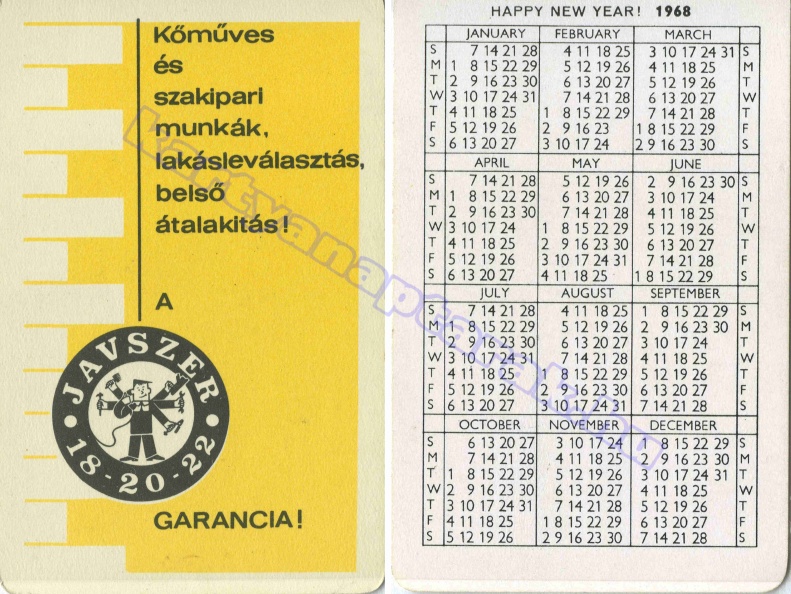 Kőműves
és
szakipari
munkák,
lakásleválasztás,
belső
átalakitás!
A
JAVSZER
18-20-22
GARANCIA!
HAPPY NEW YEAR! 1968
JANUARY FEBRUARY MARCH
S 7 14 21 28 4 11 18 25 3 10 17 24 31 S
M 1 8 15 22 29 5 12 19 26 4 11 18 25 M
T 2 9 16 23 30 6 13 20 27 5 12 19 26 T
W 3 10 17 24 31 7 14 21 28 6 13 20 27 W
T 4 11 18 25 1 8 15 22 29 7 14 21 28 T
F 5 12 19 26 2 9 16 23 1 8 15 22 29 F
S 6 13 20 27 3 10 17 24 2 9 16 23 30 S
APRIL MAY JUNE
S 7 14 21 28 5 12 19 26 2 9 16 23 30 S
M 1 8 15 22 29 6 13 20 27 3 10 17 24 M
T 2 9 16 23 30 7 14 21 28 4 11 18 25 T
W 3 10 17 24 1 8 15 22 29 5 12 19 26 W
T 4 11 18 25 2 9 16 23 30 6 13 20 27 T
F 5 12 19 26 3 10 17 24 31 7 14 21 28 F
S 6 13 20 27 4 11 18 25 1 8 15 22 29 S
JULY AUGUST SEPTEMBER
S 7 14 21 28 4 11 18 25 1 8 15 22 29 S
M 1 8 15 22 29 5 12 19 26 2 9 16 23 30 M
T 2 9 16 23 30 6 13 20 27 3 10 17 24 T
W 3 10 17 24 31 7 14 21 28 4 11 18 25 W
T 4 11 18 25 1 8 15 22 29 5 12 19 26 T
F 5 12 19 26 2 9 16 23 30 6 13 20 27 F
S 6 13 20 27 3 10 17 24 31 7 14 21 28 S
OCTOBER NOVEMBER DECEMBER
S 6 13 20 27 3 10 17 24 1 8 15 22 29 S
M 7 14 21 28 4 11 18 25 2 9 16 23 30 M
T 1 8 15 22 29 5 12 19 26 3 10 17 24 31 T
W 2 9 16 23 30 6 13 20 27 4 11 18 25 W
T 3 10 17 24 31 7 14 21 28 5 12 19 26 T
F 4 11 18 25 1 8 15 22 29 6 13 20 27 F
S 5 12 19 26 2 9 16 23 30 7 14 21 28 S
kartyanaptarak.hu